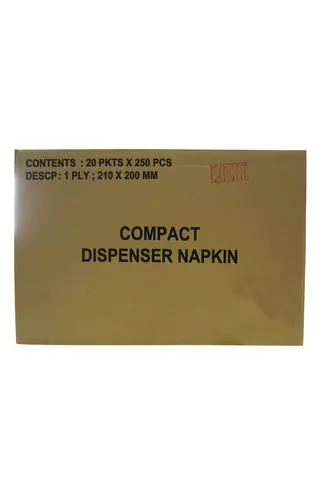 CONTENTS : 20 PKTS X 250 PCS
DESCP : 1 PLY ; 210 X 200 MM
COMPACT
DISPENSER NAPKIN